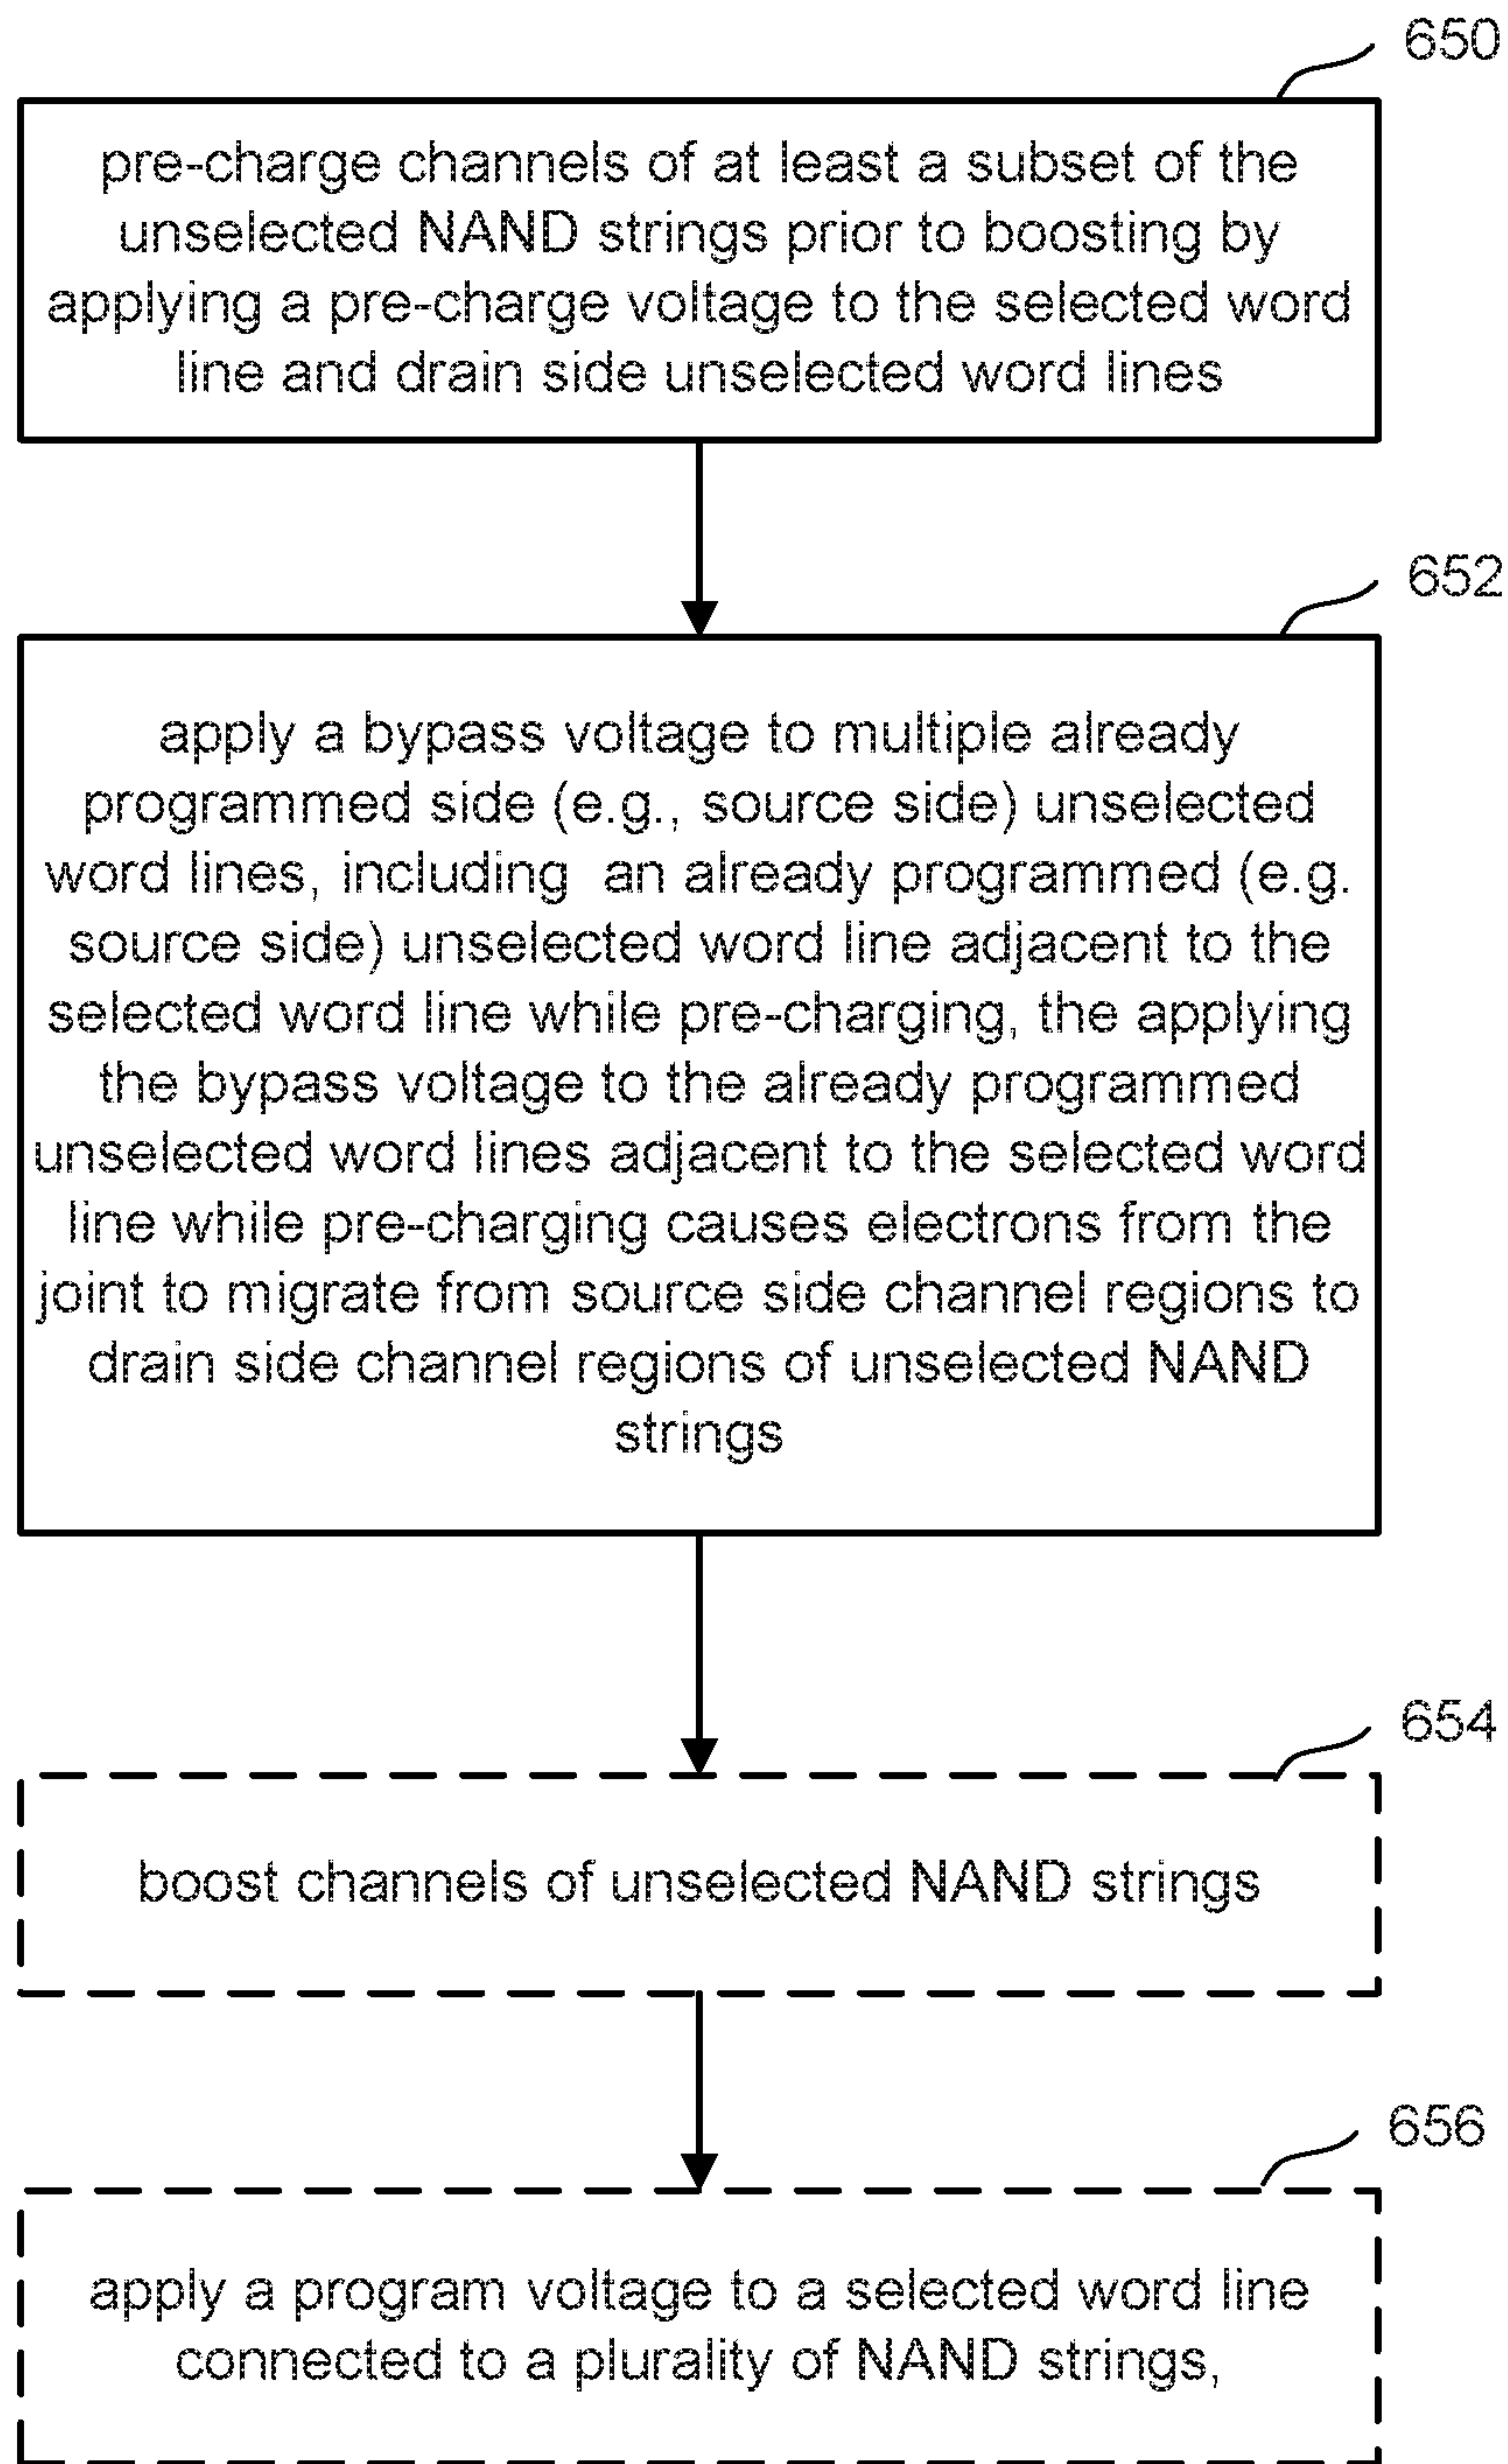 650
pre-charge channels of at least a subset of the
unselected NAND strings prior to boosting by
applying a pre-charge voltage to the selected word
line and drain side unselected word lines
652
apply a bypass voltage to multiple already
programmed side (e.g., source side) unselected
word lines, including an already programmed (e.g.
source side) unselected word line adjacent to the
selected word line while pre-charging, the applying
the bypass voltage to the already programmed
unselected word lines adjacent to the selected word
line while pre-charging causes electrons from the
joint to migrate from source side channel regions to
drain side channel regions of unselected NAND
strings
654
boost channels of unselected NAND strings
656
apply a program voltage to a selected word line
connected to a plurality of NAND strings,